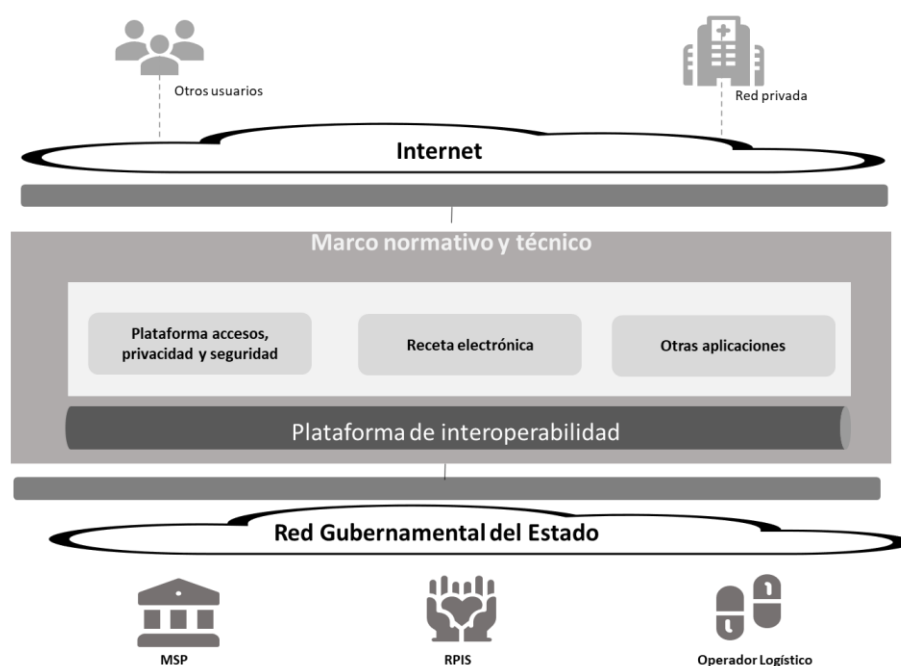 Otros usuarios
Red privada
Internet
Marco normativo y técnico
Plataforma accesos,
privacidad y seguridad
Receta electrónica
Otras aplicaciones
Plataforma de interoperabilidad
Red Gubernamental del Estado
MSP
RPIS
Operador Logístico